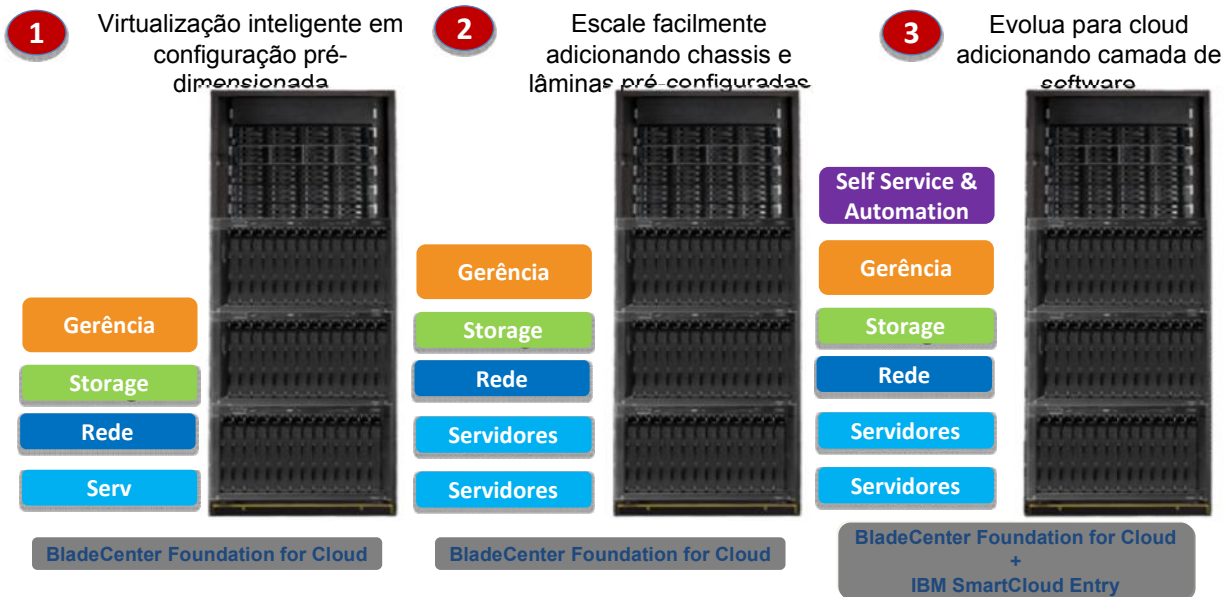 1
Virtualização inteligente em
configuração pré-
dimensionada
Gerência
Storage
Rede
Serv
BladeCenter Foundation for Cloud
2
Escale facilmente
adicionando chassis e
lâminas pré-configuradas
Gerência
Storage
Rede
Servidores
Servidores
BladeCenter Foundation for Cloud
3
Evolua para cloud
adicionando camada de
software
Self Service &
Automation
Gerência
Storage
Rede
Servidores
Servidores
BladeCenter Foundation for Cloud
+
IBM SmartCloud Entry